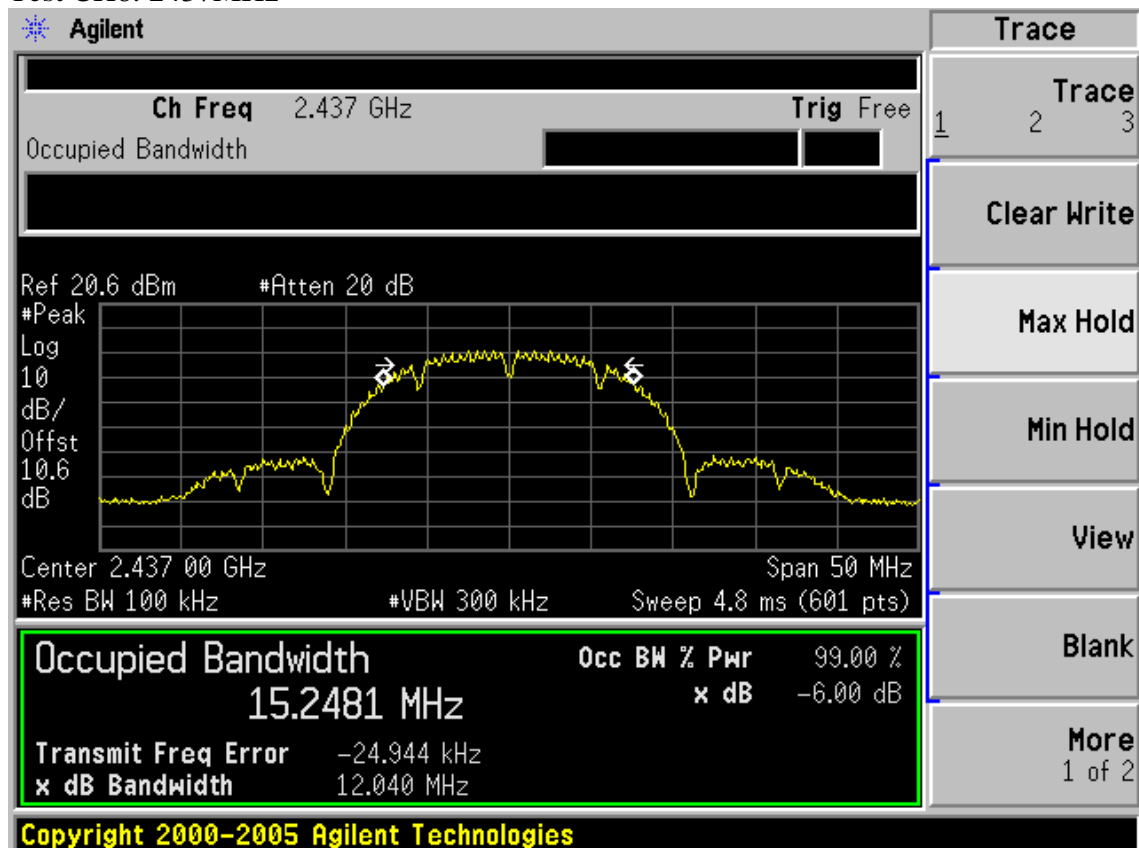 Agilent
Trace
Ch Freq 2.437 GHz Trig Free
Occupied Bandwidth
Trace
1 2 3
Clear Write
Max Hold
Min Hold
View
Blank
More
1 of 2
Ref 20.6 dBm #Atten 20 dB
#Peak
Log
10
dB/
Offst
10.6
dB
Center 2.437 00 GHz Span 50 MHz
#Res BW 100 kHz #VBW 300 kHz Sweep 4.8 ms (601 pts)
Occupied Bandwidth
15.2481 MHz
Occ BW % Pwr 99.00 %
x dB -6.00 dB
Transmit Freq Error -24.944 kHz
x dB Bandwidth 12.040 MHz
Copyright 2000-2005 Agilent Technologies